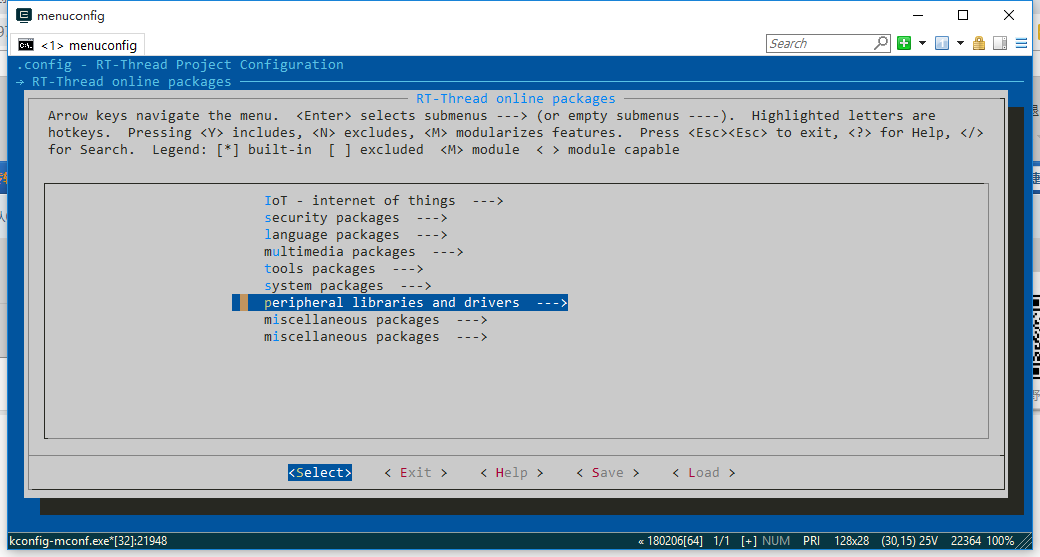 menuconfig
<1> menuconfig
Search
.config - RT-Thread Project Configuration
→ RT-Thread online packages
RT-Thread online packages
Arrow keys navigate the menu.  <Enter> selects submenus ---> (or empty submenus ----).  Highlighted letters are
hotkeys.  Pressing <Y> includes, <N> excludes, <M> modularizes features.  Press <Esc><Esc> to exit, <?> for Help, </>
for Search.  Legend: [*] built-in  [ ] excluded  <M> module  < > module capable
IoT - internet of things  --->
security packages  --->
language packages  --->
multimedia packages  --->
tools packages  --->
system packages  --->
peripheral libraries and drivers  --->
miscellaneous packages  --->
miscellaneous packages  --->
<Select>    < Exit >    < Help >    < Save >    < Load >
kconfig-mconf.exe*[32]:21948
« 180206[64]  1/1  [+] NUM  PRI  128x28  (30,15) 25V  22364 100%